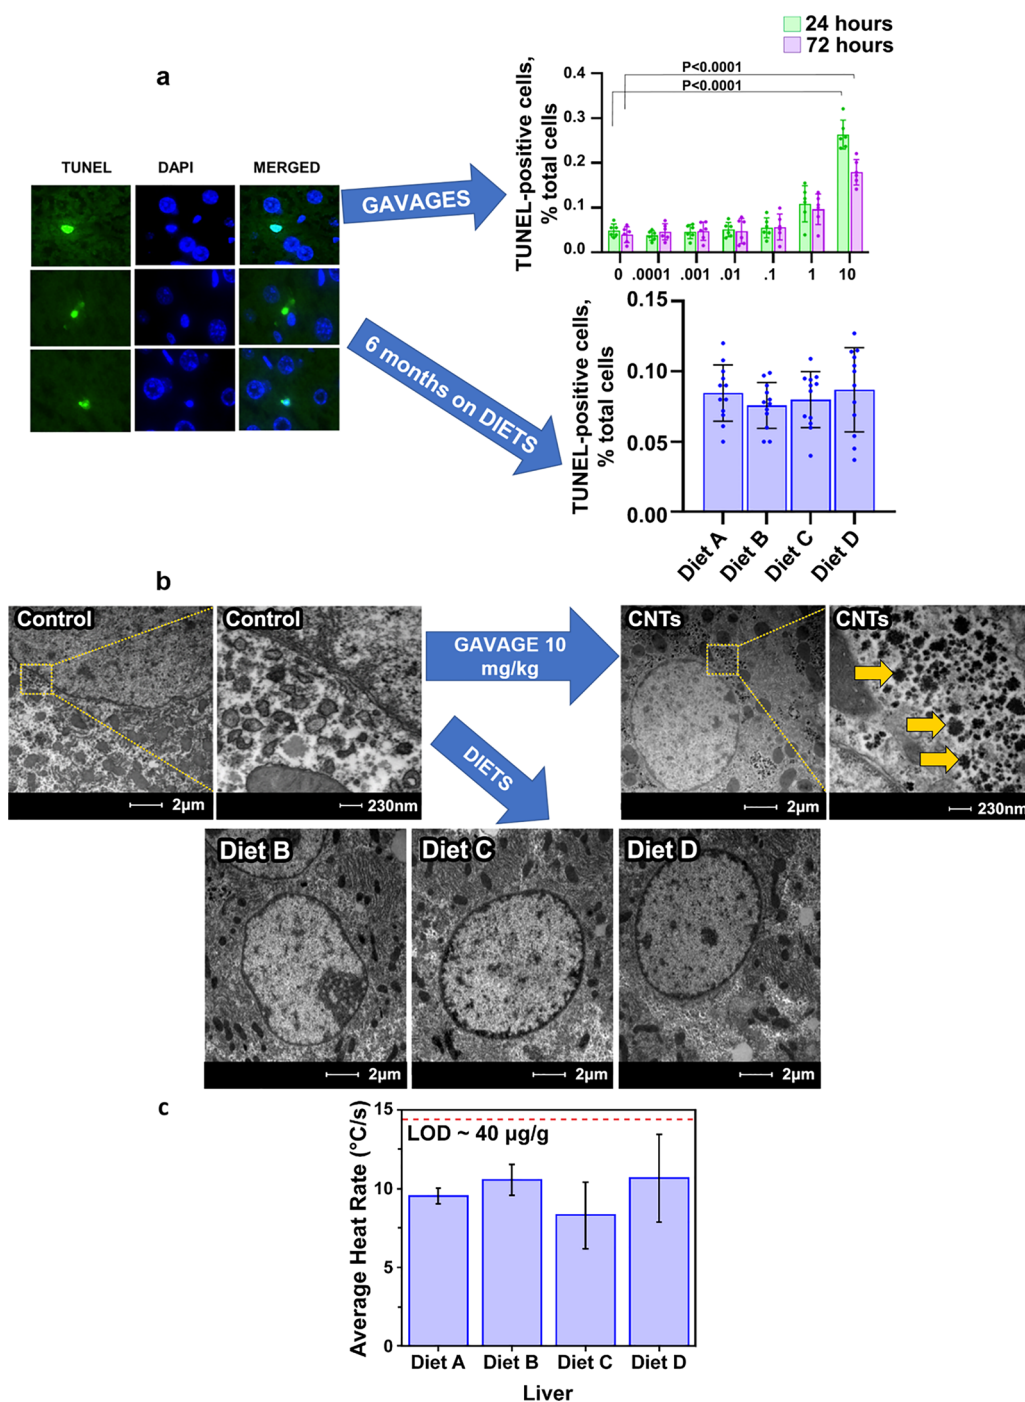 24 hours
72 hours
a
TUNEL
DAPI
MERGED
GAVAGES
TUNEL-positive cells,
% total cells
0.4
0.3
0.2
0.1
0.0
P<0.0001
P<0.0001
0 .0001 .001 .01 .1 1 10
6 months on DIETS
TUNEL-positive cells,
% total cells
0.15
0.10
0.05
0.00
Diet A
Diet B
Diet C
Diet D
b
Control
2μm
Control
230nm
GAVAGE 10
mg/kg
CNTs
2μm
CNTs
230nm
DIETS
Diet B
2μm
Diet C
2μm
Diet D
2μm
c
Average Heat Rate (°C/s)
15
10
5
0
LOD ~ 40 μg/g
Diet A Diet B Diet C Diet D
Liver